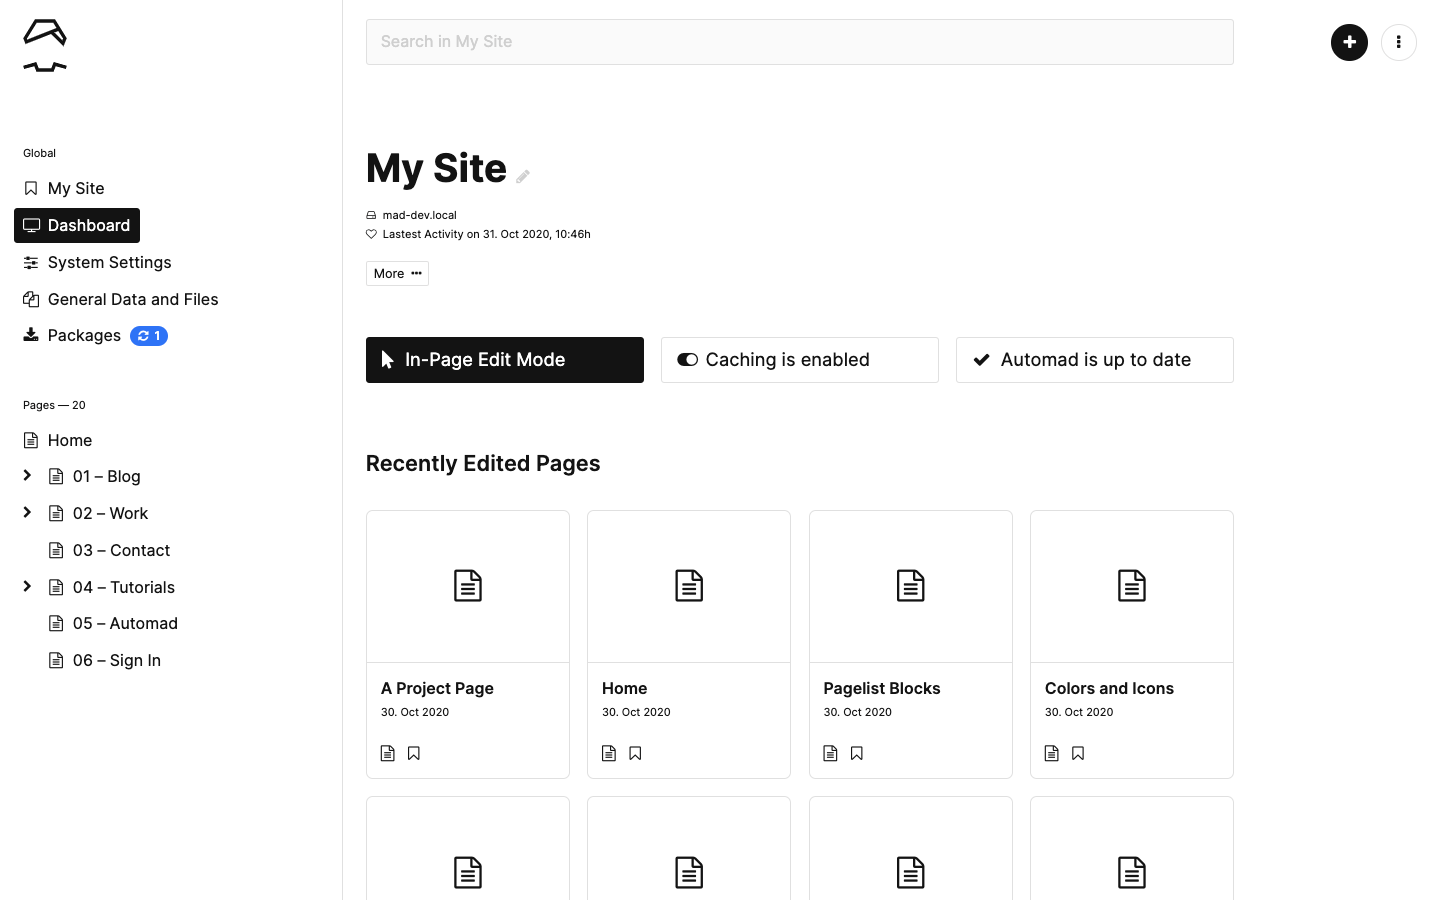 Search in My Site
Global
My Site
Dashboard
System Settings
General Data and Files
Packages 1
Pages — 20
Home
01 – Blog
02 – Work
03 – Contact
04 – Tutorials
05 – Automad
06 – Sign In
My Site
mad-dev.local
Lastest Activity on 31. Oct 2020, 10:46h
More
In-Page Edit Mode
Caching is enabled
Automad is up to date
Recently Edited Pages
A Project Page
30. Oct 2020
Home
30. Oct 2020
Pagelist Blocks
30. Oct 2020
Colors and Icons
30. Oct 2020